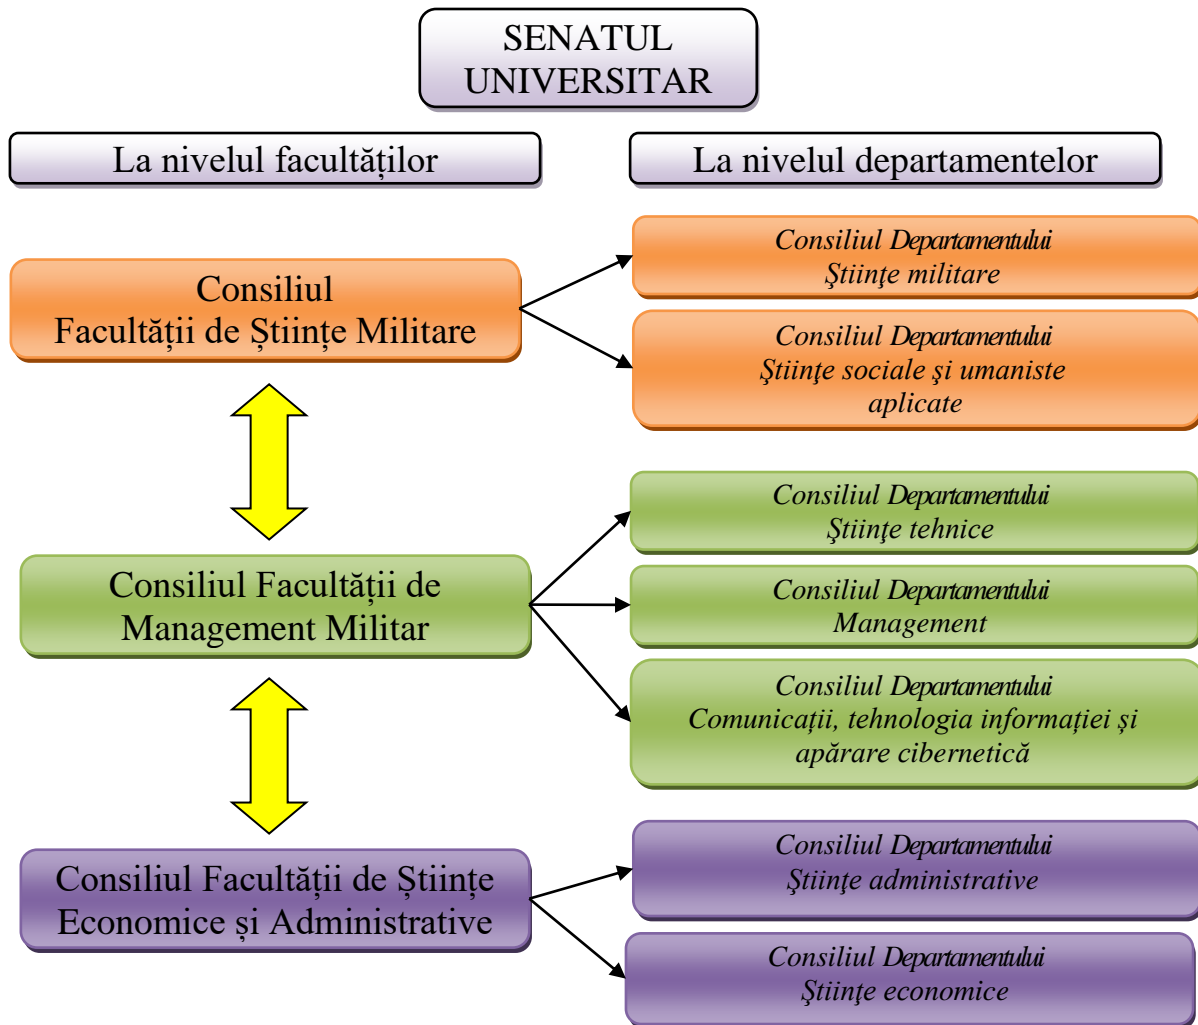 SENATUL
UNIVERSITAR
La nivelul facultăților
La nivelul departamentelor
Consiliul
Facultății de Științe Militare
Consiliul Departamentului
Ştiinţe militare
Consiliul Departamentului
Ştiinţe sociale şi umaniste
aplicate
Consiliul Facultății de
Management Militar
Consiliul Departamentului
Ştiinţe tehnice
Consiliul Departamentului
Management
Consiliul Departamentului
Comunicații, tehnologia informației și
apărare cibernetică
Consiliul Facultății de Științe
Economice și Administrative
Consiliul Departamentului
Ştiinţe administrative
Consiliul Departamentului
Ştiinţe economice